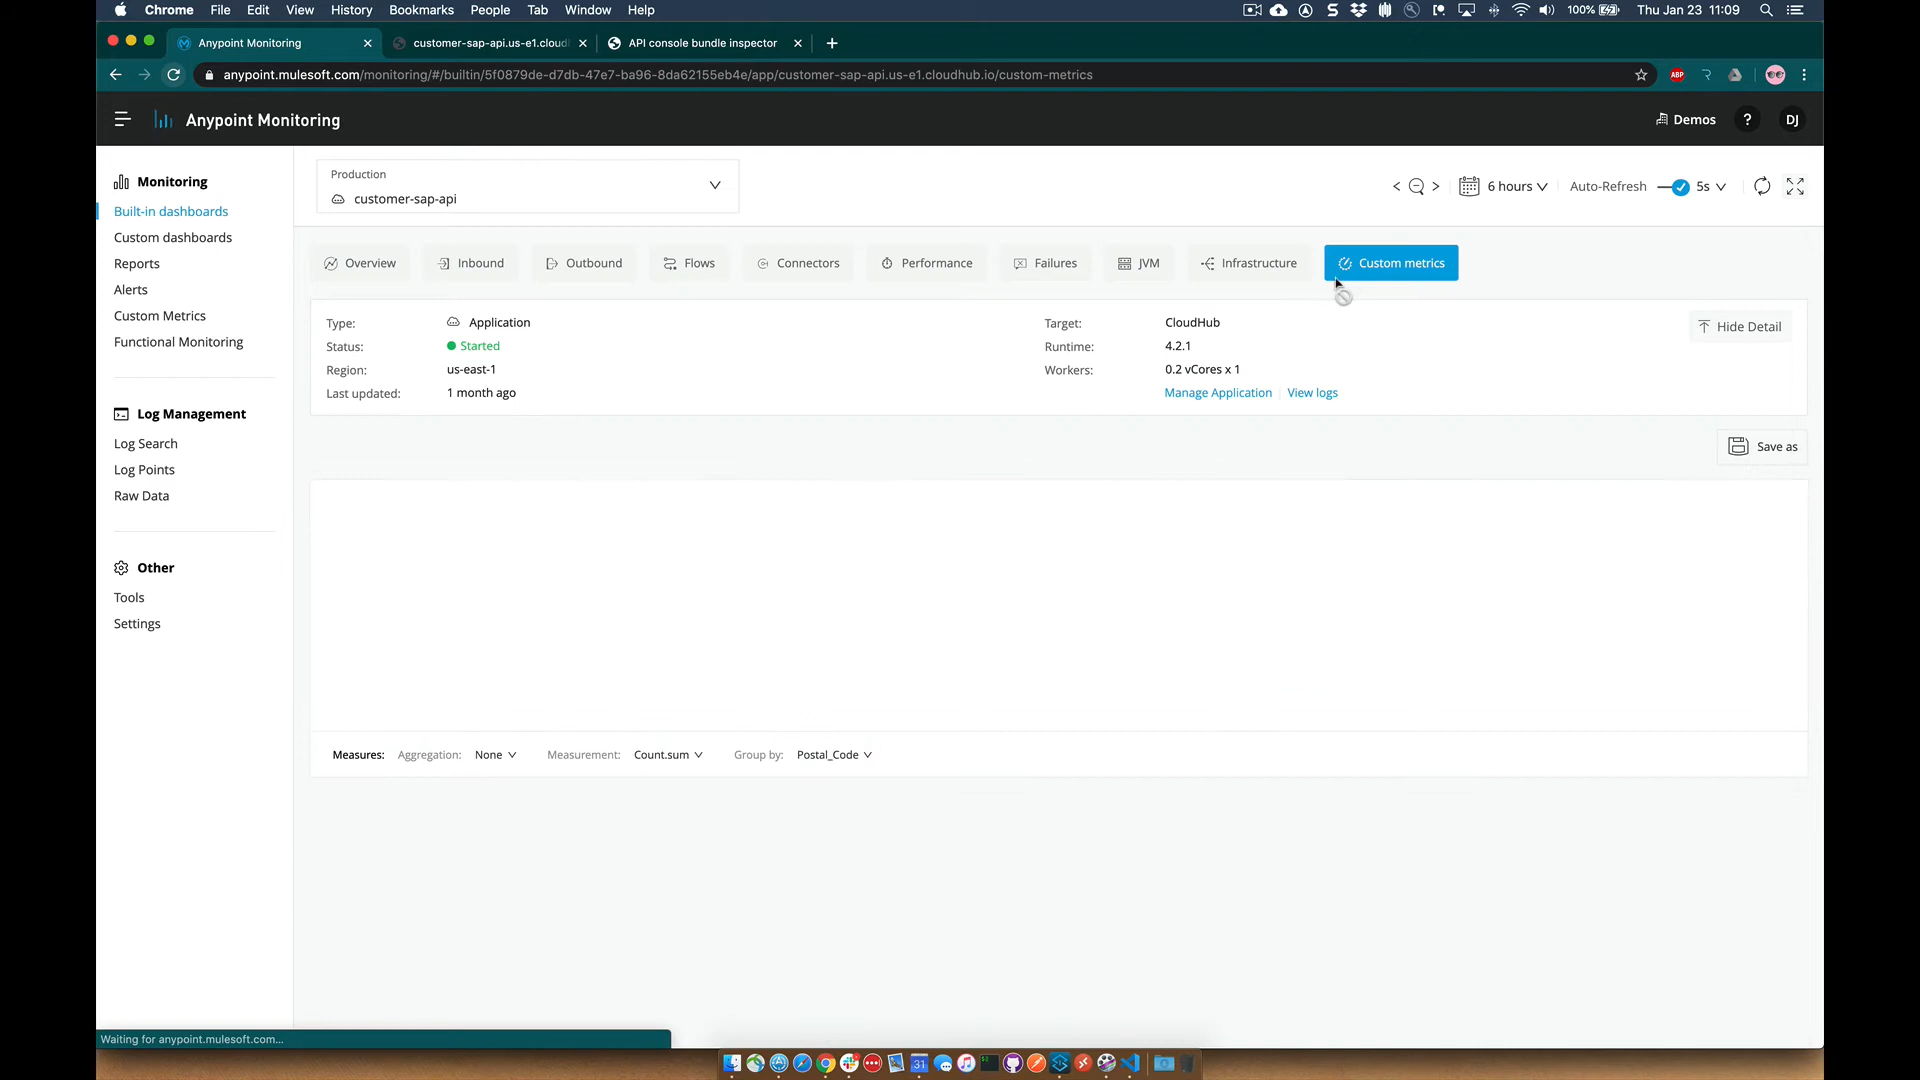 Chrome File Edit View History Bookmarks People Tab Window Help 100% Thu Jan 23 11:09
Anypoint Monitoring customer-sap-api.us-e1.cloudl API console bundle inspector
anypoint.mulesoft.com/monitoring/#/builtin/5f0879de-d7db-47e7-ba96-8da62155eb4e/app/customer-sap-api.us-e1.cloudhub.io/custom-metrics ABP
Anypoint Monitoring Demos ? DJ
Monitoring
Built-in dashboards
Custom dashboards
Reports
Alerts
Custom Metrics
Functional Monitoring
Log Management
Log Search
Log Points
Raw Data
Other
Tools
Settings
Production
customer-sap-api
6 hours Auto-Refresh 5s
Overview Inbound Outbound Flows Connectors Performance Failures JVM Infrastructure Custom metrics
Type: Application
Status: Started
Region: us-east-1
Last updated: 1 month ago
Target: CloudHub
Runtime: 4.2.1
Workers: 0.2 vCores x 1
Manage Application View logs
Hide Detail
Save as
Measures: Aggregation: None Measurement: Count.sum Group by: Postal_Code
Waiting for anypoint.mulesoft.com...
31